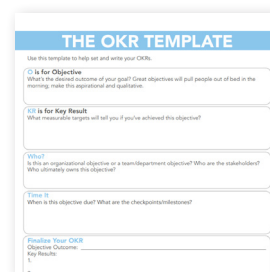 THE OKR TEMPLATE
Use this template to help set and write your OKRs.
O is for Objective
What's the desired outcome of your goal? Great objectives will pull people out of bed in the
morning; make this aspirational and qualitative.
KR is for Key Result
What measurable targets will tell you if you've achieved this objective?
Who?
Is this an organizational objective or a team/department objective? Who are the stakeholders?
Who ultimately owns this objective?
Time It
When is this objective due? What are the checkpoints/milestones?
Finalize Your OKR
Objective Outcome:
Key Results:
1.